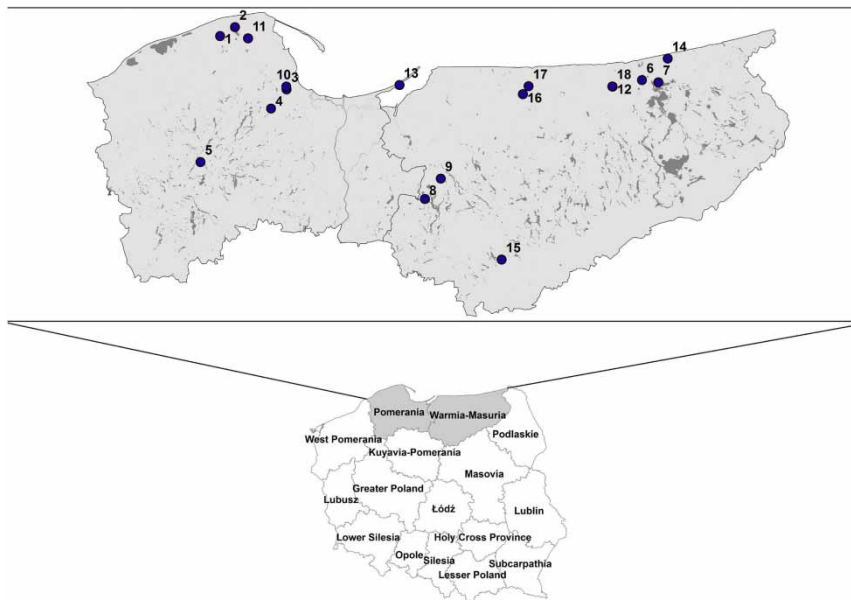 2
1
11
14
13
10
3
17
18
6
7
16
12
4
5
9
8
15
Pomerania
Warmia-Masuria
West Pomerania
Podlaskie
Kuyavia-Pomerania
Masovia
Greater Poland
Lubusz
Łódź
Lublin
Lower Silesia
Holy Cross Province
Opole
Silesia
Subcarpathia
Lesser Poland